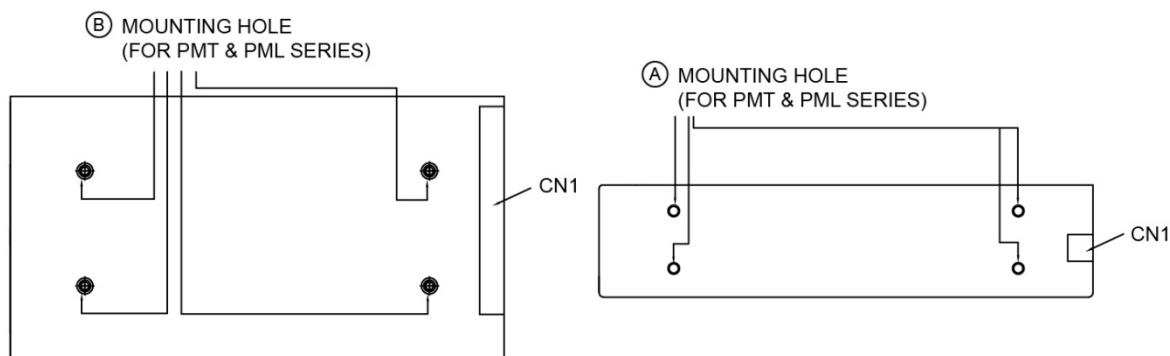 Ⓑ MOUNTING HOLE
(FOR PMT & PML SERIES)
CN1
Ⓐ MOUNTING HOLE
(FOR PMT & PML SERIES)
CN1